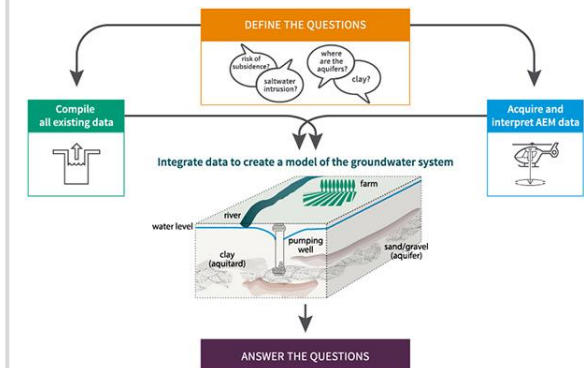 DEFINE THE QUESTIONS
risk of
subsidence?
saltwater
intrusion?
where
are the
aquifers?
clay?
Compile
all existing data
Acquire and
interpret AEM data
Integrate data to create a model of the groundwater system
farm
river
water level
pumping
well
clay
(aquitard)
sand/gravel
(aquifer)
ANSWER THE QUESTIONS